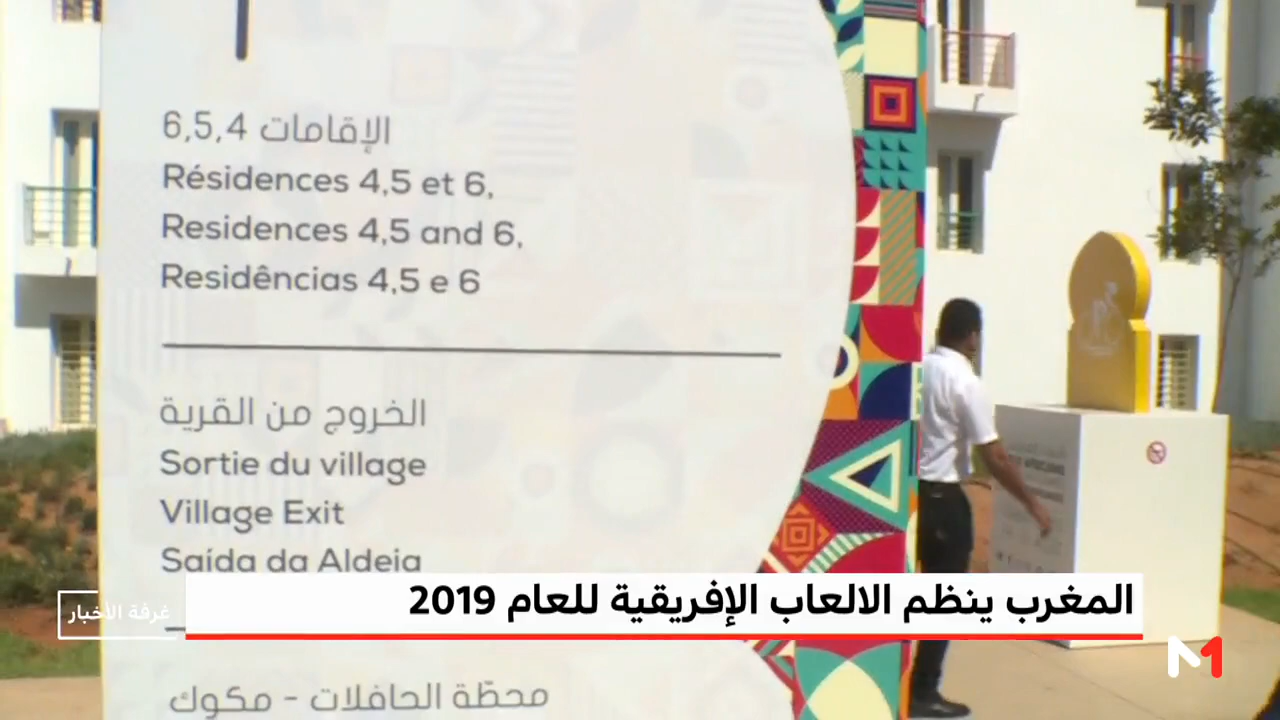 الإقامات 6,5,4
Résidences 4,5 et 6,
Residences 4,5 and 6,
Residências 4,5 e 6
الخروج من القرية
Sortie du village
Village Exit
Saída da Aldeia
المغرب ينظم الالعاب الإفريقية للعام 2019
غرفة الأخبار
M1
محطّة الحافلات - مكوك